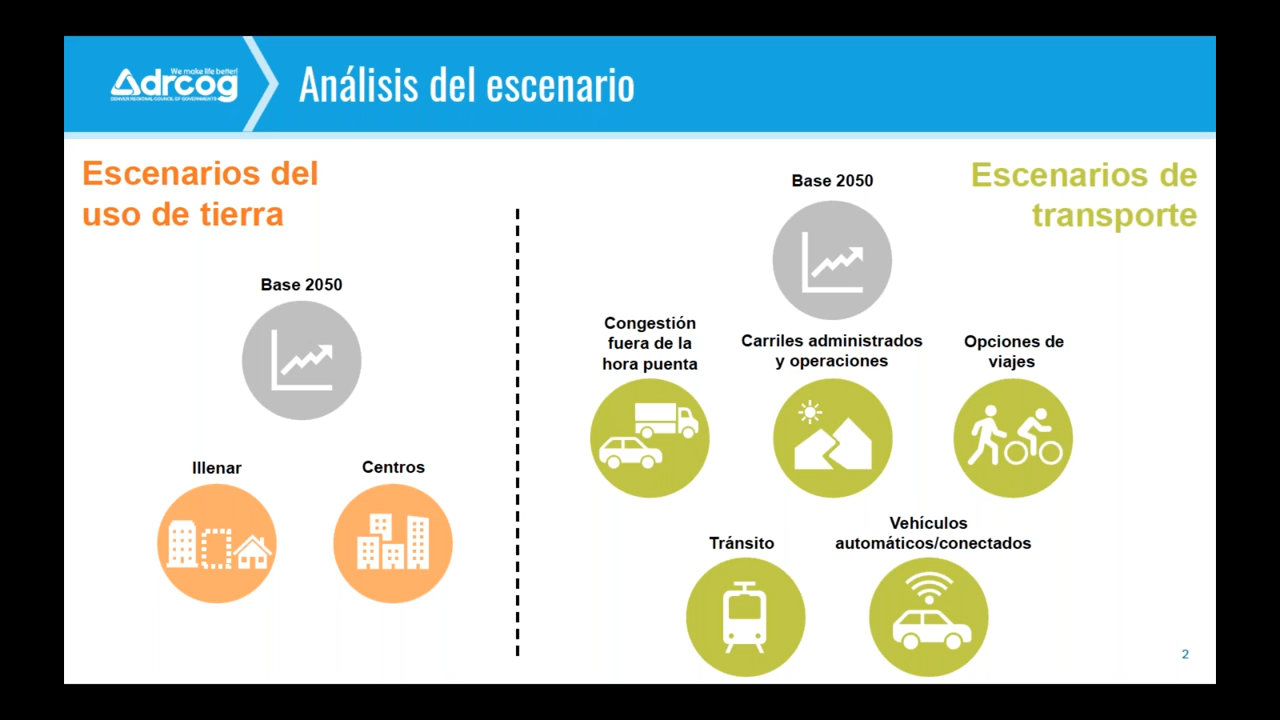 We make life better!
drcog
DENVER REGIONAL COUNCIL OF GOVERNMENTS
Análisis del escenario
Escenarios del
uso de tierra
Base 2050
Illenar
Centros
Escenarios de
transporte
Base 2050
Congestión
fuera de la
hora puenta
Carriles administrados
y operaciones
Opciones de
viajes
Tránsito
Vehículos
automáticos/conectados
2